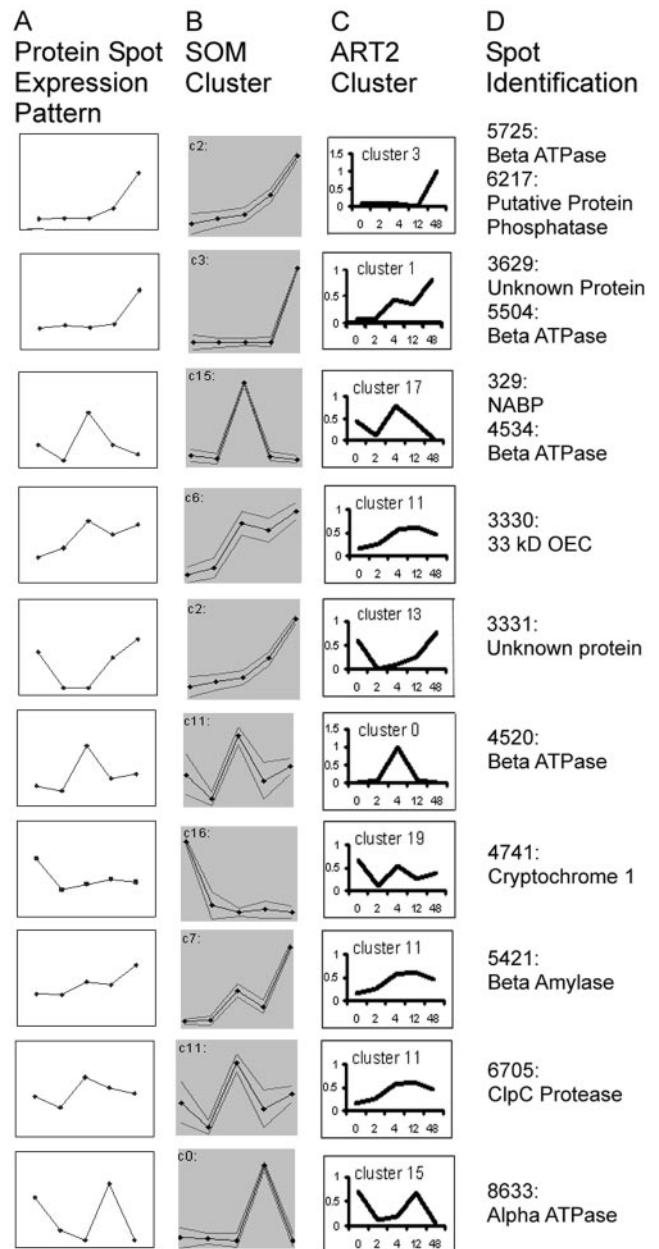 A
Protein Spot
Expression
Pattern
B
SOM
Cluster
C
ART2
Cluster
D
Spot
Identification
c2:
cluster 3
1.5
1
0.5
0
0 2 4 12 48
5725:
Beta ATPase
6217:
Putative Protein
Phosphatase
c3:
cluster 1
1
0.5
0
0 2 4 12 48
3629:
Unknown Protein
5504:
Beta ATPase
c15:
cluster 17
1
0.5
0
0 2 4 12 48
329:
NABP
4534:
Beta ATPase
c6:
cluster 11
1
0.5
0
0 2 4 12 48
3330:
33 kD OEC
c2:
cluster 13
1
0.5
0
0 2 4 12 48
3331:
Unknown protein
c11:
cluster 0
1.5
1
0.5
0
0 2 4 12 48
4520:
Beta ATPase
c16:
cluster 19
1
0.5
0
0 2 4 12 48
4741:
Cryptochrome 1
c7:
cluster 11
1
0.5
0
0 2 4 12 48
5421:
Beta Amylase
c11:
cluster 11
1
0.5
0
0 2 4 12 48
6705:
ClpC Protease
c0:
cluster 15
1
0.5
0
0 2 4 12 48
8633:
Alpha ATPase